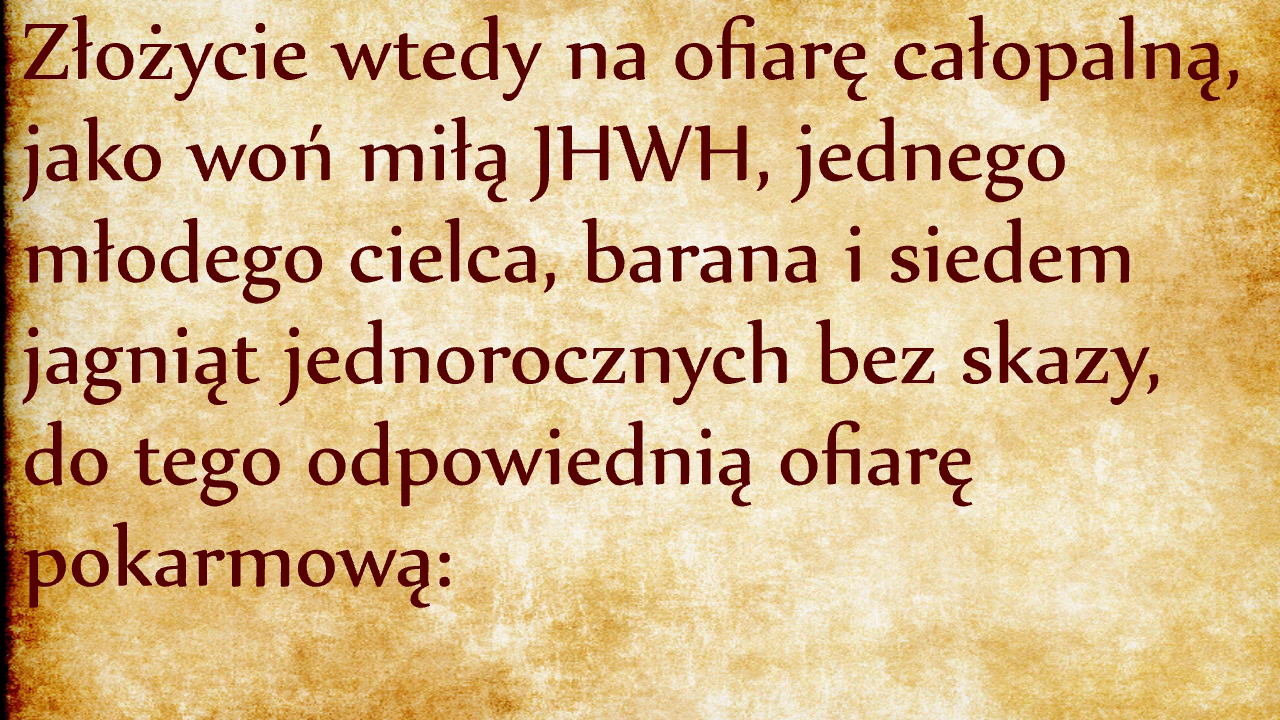 Złożycie wtedy na ofiarę całopalną,
jako woń miłą JHWH, jednego
młodego cielca, barana i siedem
jagniąt jednorocznych bez skazy,
do tego odpowiednią ofiarę
pokarmową: